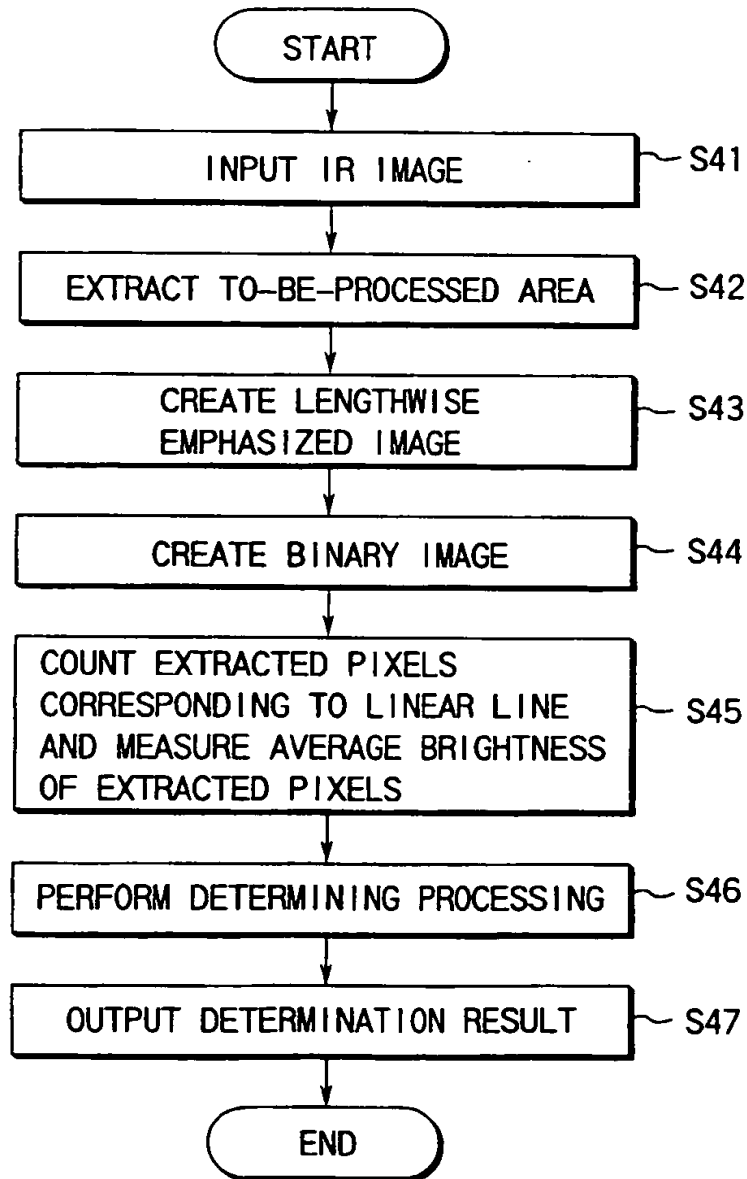 START
INPUT IR IMAGE
S41
EXTRACT TO-BE-PROCESSED AREA
S42
CREATE LENGTHWISE
EMPHASIZED IMAGE
S43
CREATE BINARY IMAGE
S44
COUNT EXTRACTED PIXELS
CORRESPONDING TO LINEAR LINE
AND MEASURE AVERAGE BRIGHTNESS
OF EXTRACTED PIXELS
S45
PERFORM DETERMINING PROCESSING
S46
OUTPUT DETERMINATION RESULT
S47
END